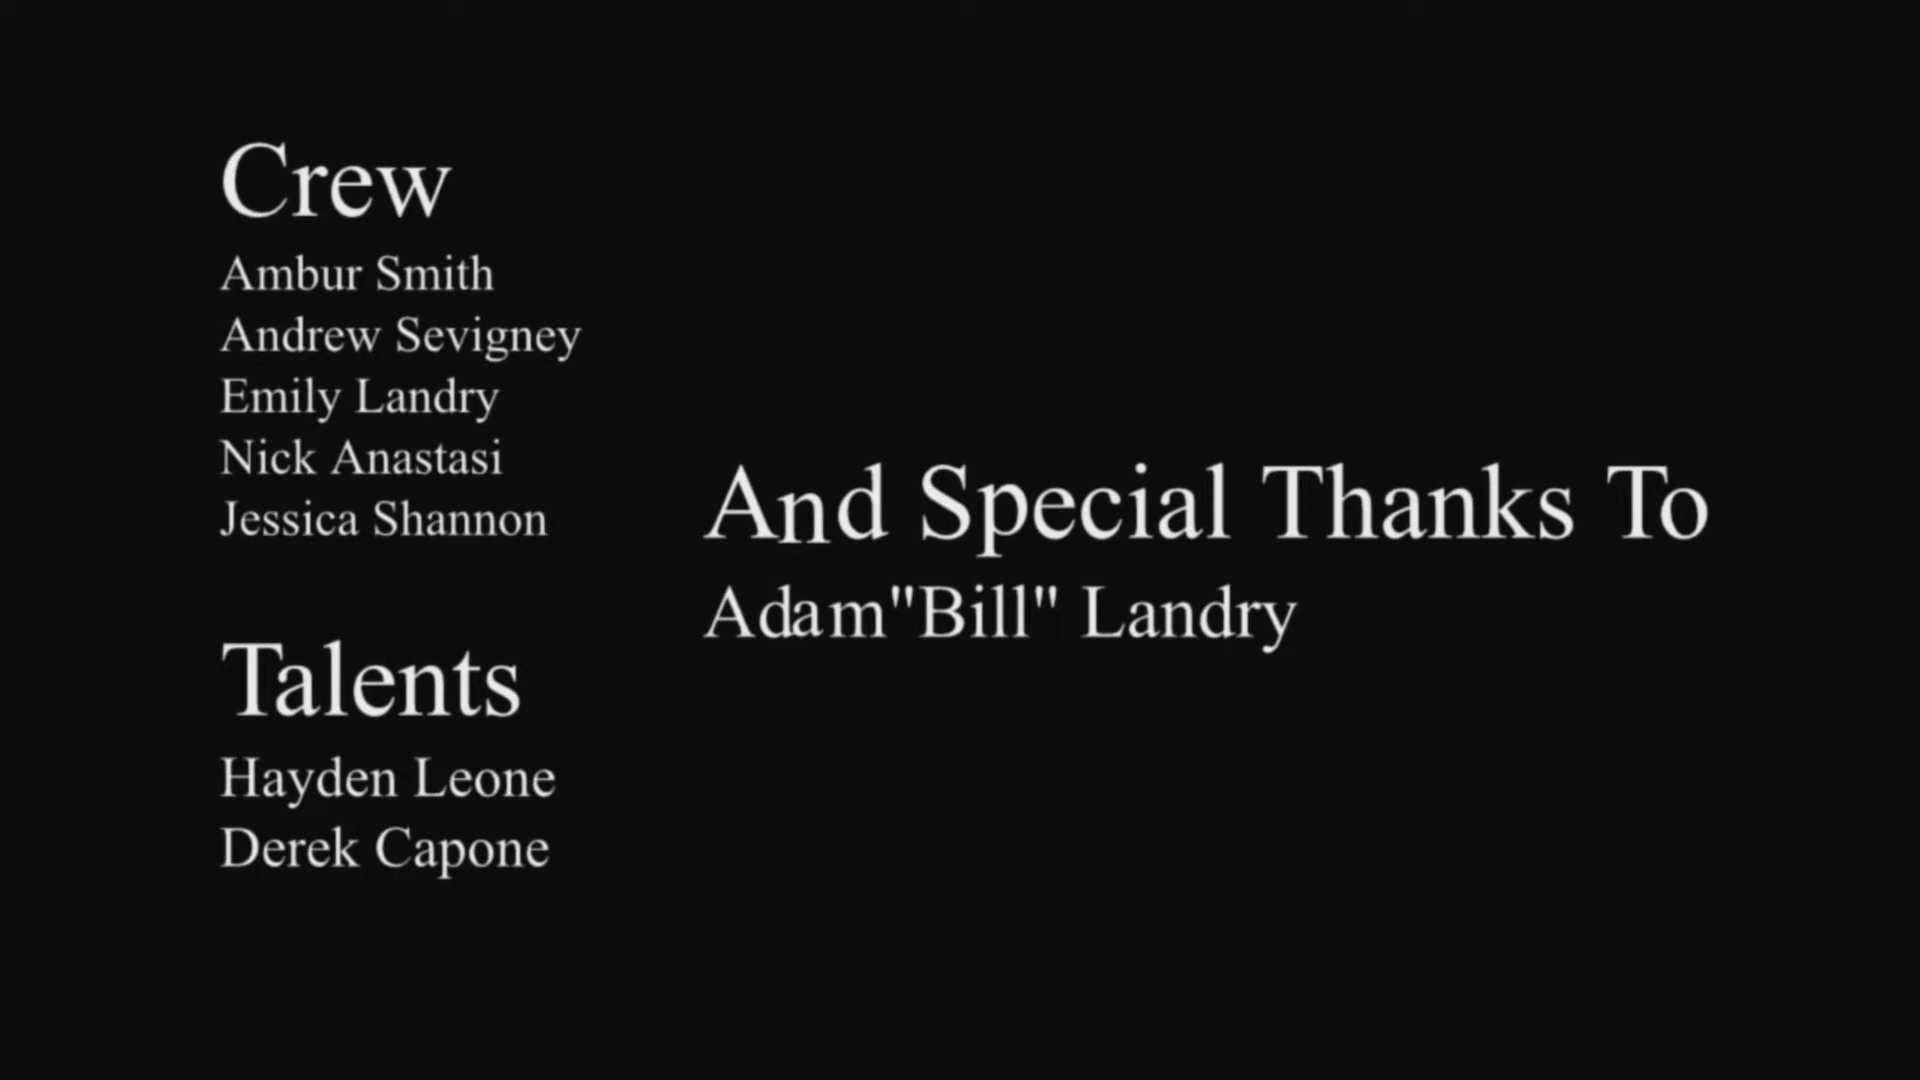 Crew
Ambur Smith
Andrew Sevigney
Emily Landry
Nick Anastasi
Jessica Shannon
Talents
Hayden Leone
Derek Capone
And Special Thanks To
Adam"Bill" Landry